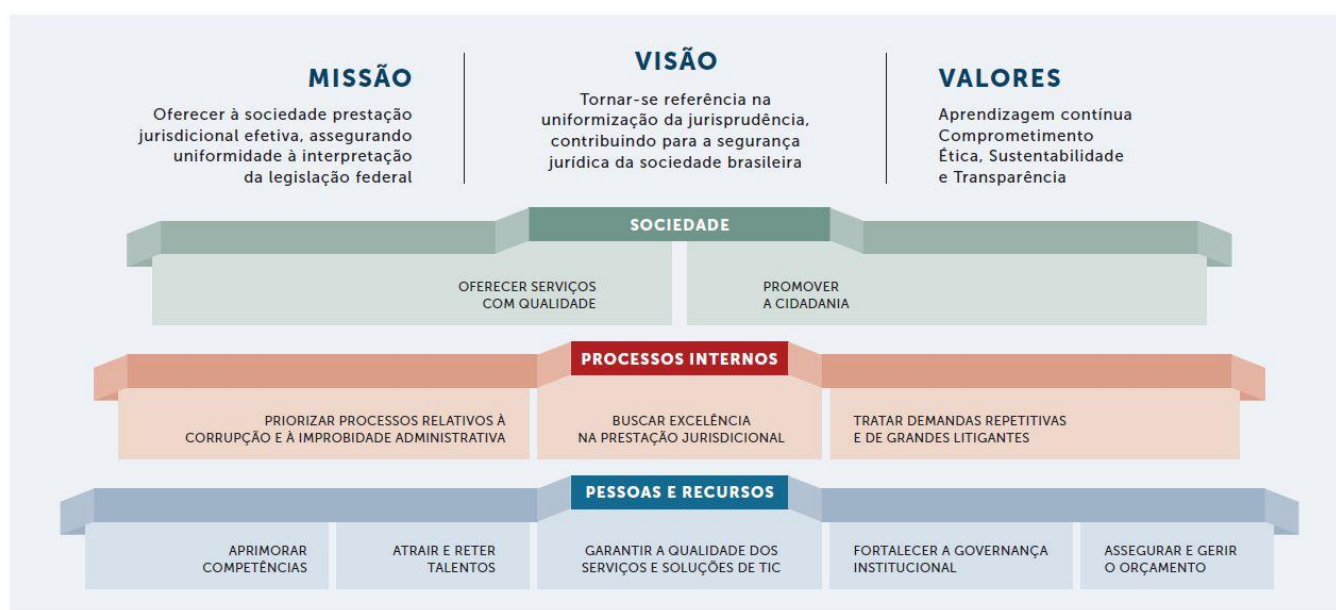 MISSÃO
Oferecer à sociedade prestação
jurisdicional efetiva, assegurando
uniformidade à interpretação
da legislação federal
VISÃO
Tornar-se referência na
uniformização da jurisprudência,
contribuindo para a segurança
jurídica da sociedade brasileira
VALORES
Aprendizagem contínua
Comprometimento
Ética, Sustentabilidade
e Transparência
SOCIEDADE
OFERECER SERVIÇOS
COM QUALIDADE
PROMOVER
A CIDADANIA
PROCESSOS INTERNOS
PRIORIZAR PROCESSOS RELATIVOS À
CORRUPÇÃO E À IMPROBIDADE ADMINISTRATIVA
BUSCAR EXCELÊNCIA
NA PRESTAÇÃO JURISDICIONAL
TRATAR DEMANDAS REPETITIVAS
E DE GRANDES LITIGANTES
PESSOAS E RECURSOS
APRIMORAR
COMPETÊNCIAS
ATRAIR E RETER
TALENTOS
GARANTIR A QUALIDADE DOS
SERVIÇOS E SOLUÇÕES DE TIC
FORTALECER A GOVERNANÇA
INSTITUCIONAL
ASSEGURAR E GERIR
O ORÇAMENTO